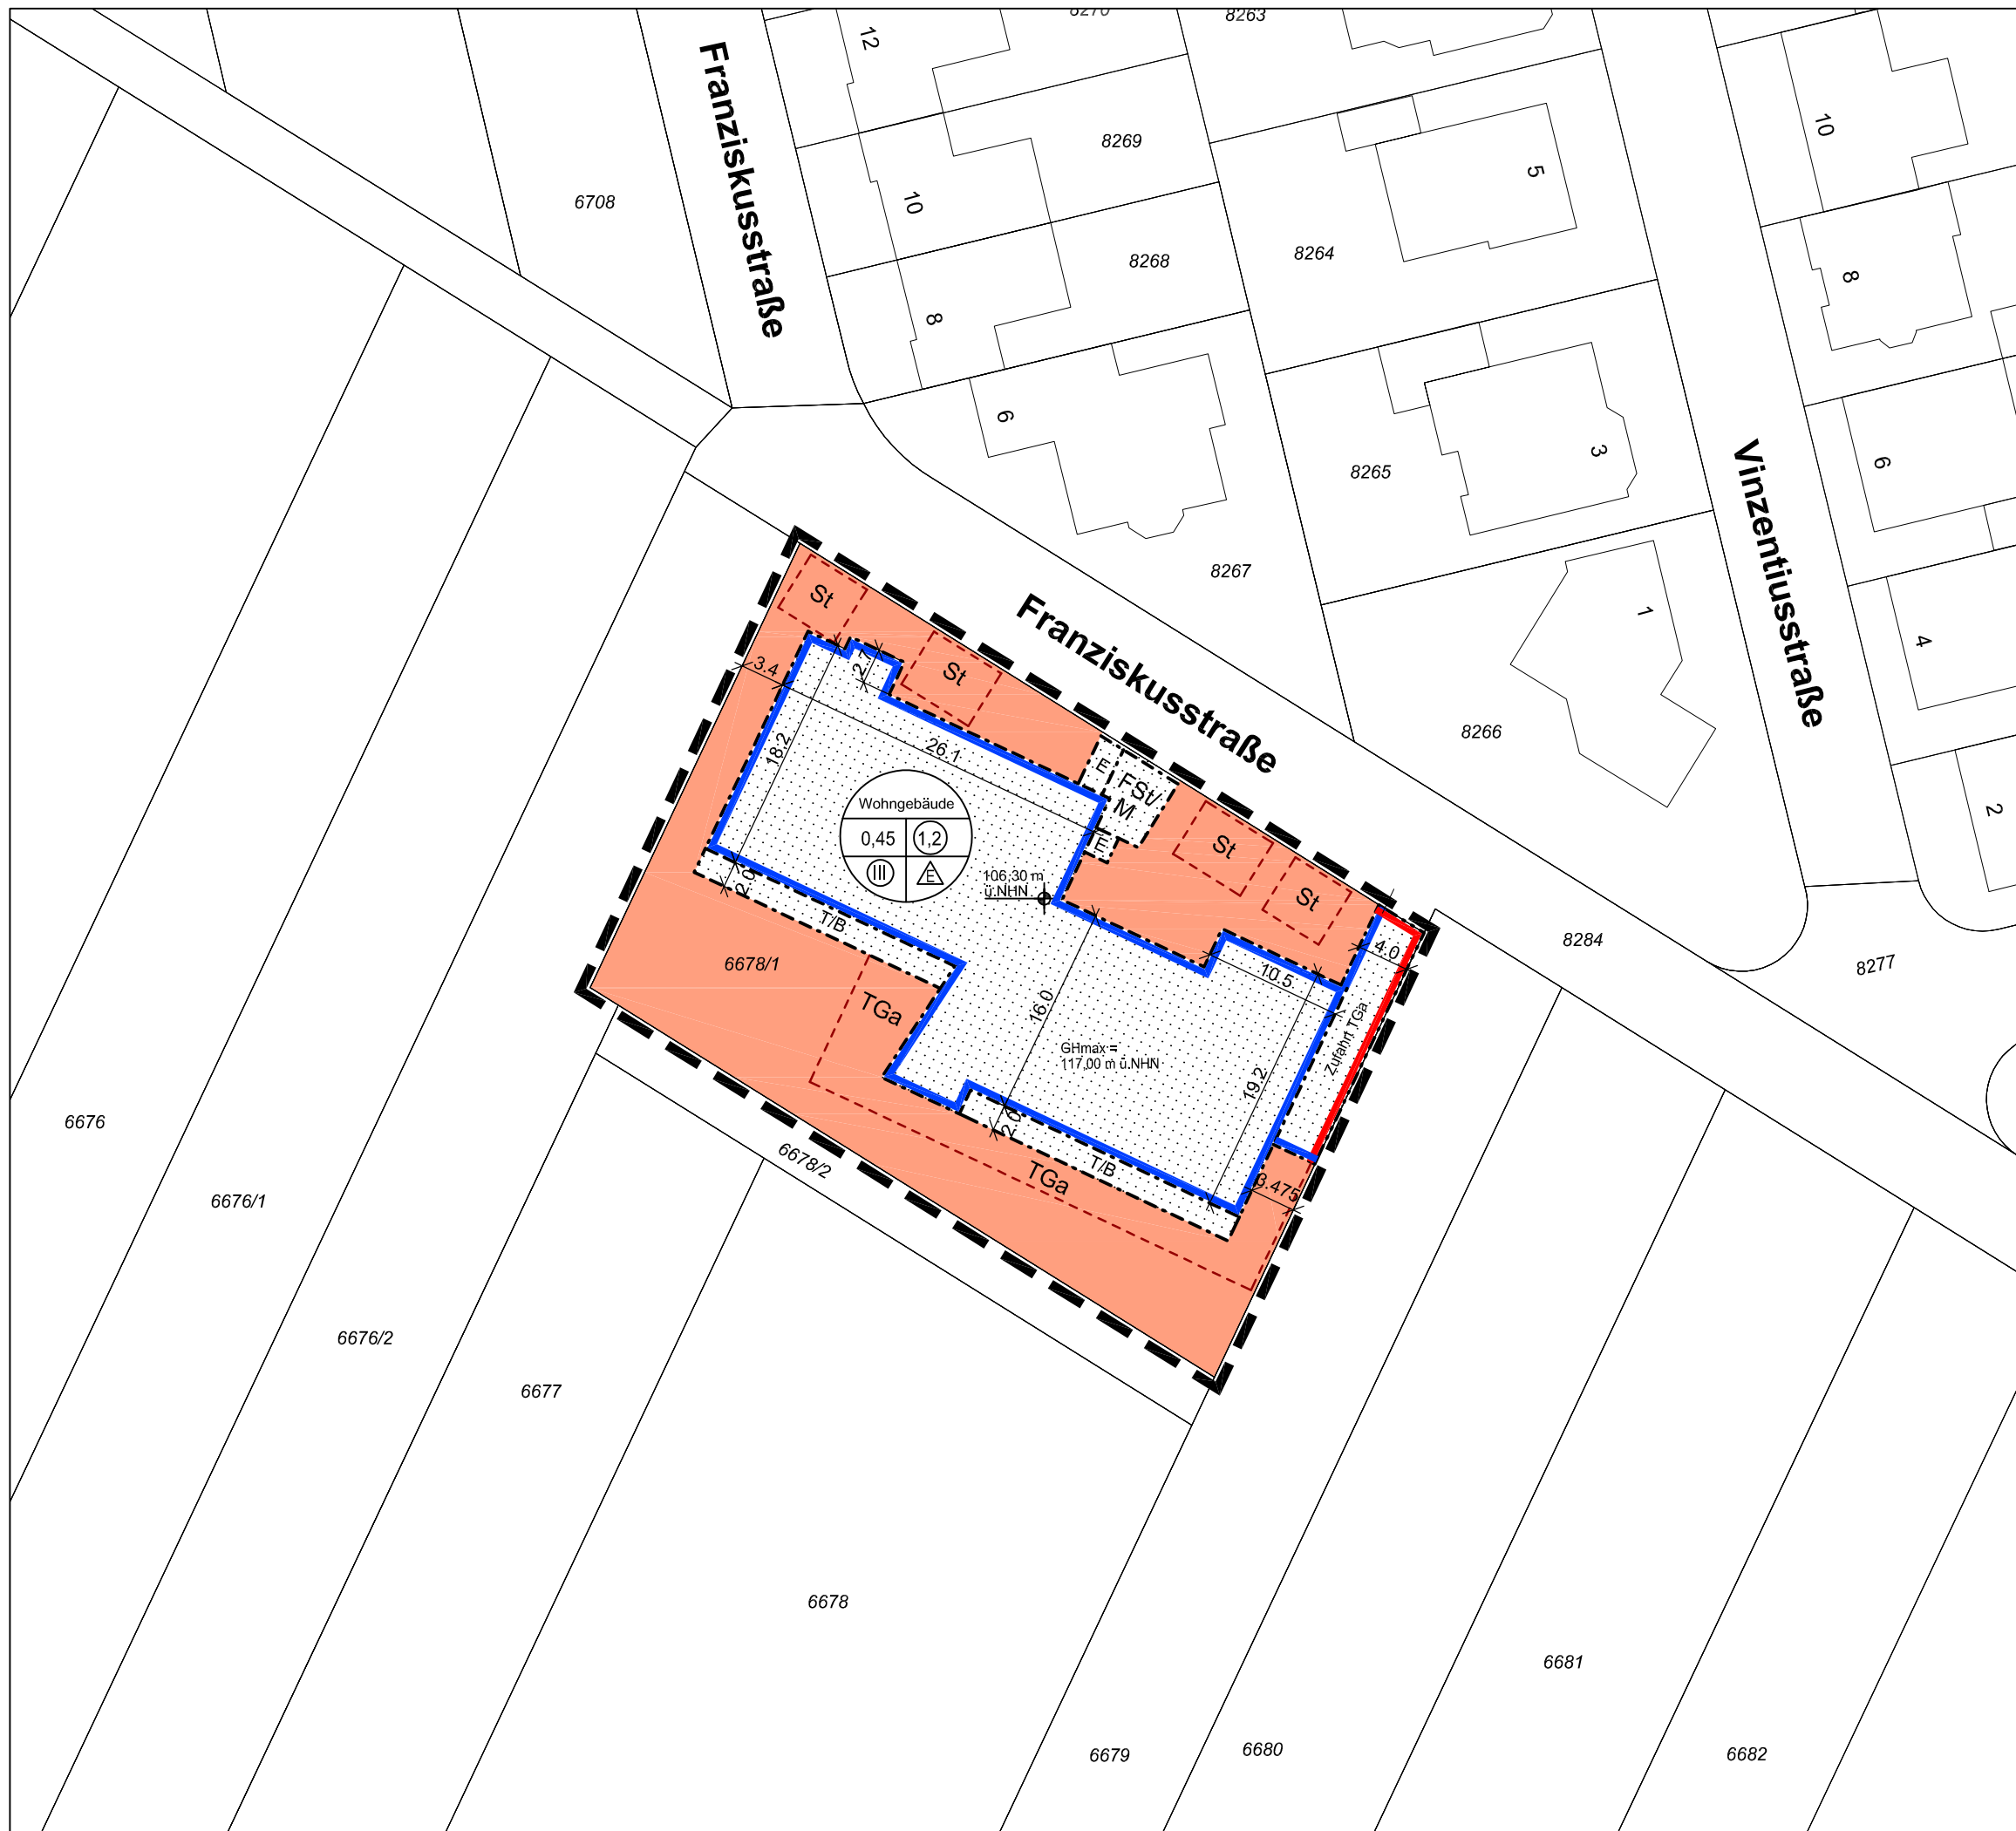 8270
8263
12
Franziskusstraße
8269
10
5
10
6708
8268
8264
8
8
6
8265
3
6
Vinzentiusstraße
8267
St
1
Franziskusstraße
4
St
3.4
2.7
8266
18.2
26.1
E
FSt/
M
2
Wohngebäude
0,45
1,2
III
E
E
St
St
106,30 m
ü.NHN
2.0
T/B
4.0
8284
8277
6678/1
10.5
TGa
16.0
Zufahrt TGa
GHmax =
117,00 m ü.NHN
19.2
2.0
T/B
TGa
3.475
6676
6678/2
6676/1
6676/2
6677
6678
6681
6679
6680
6682